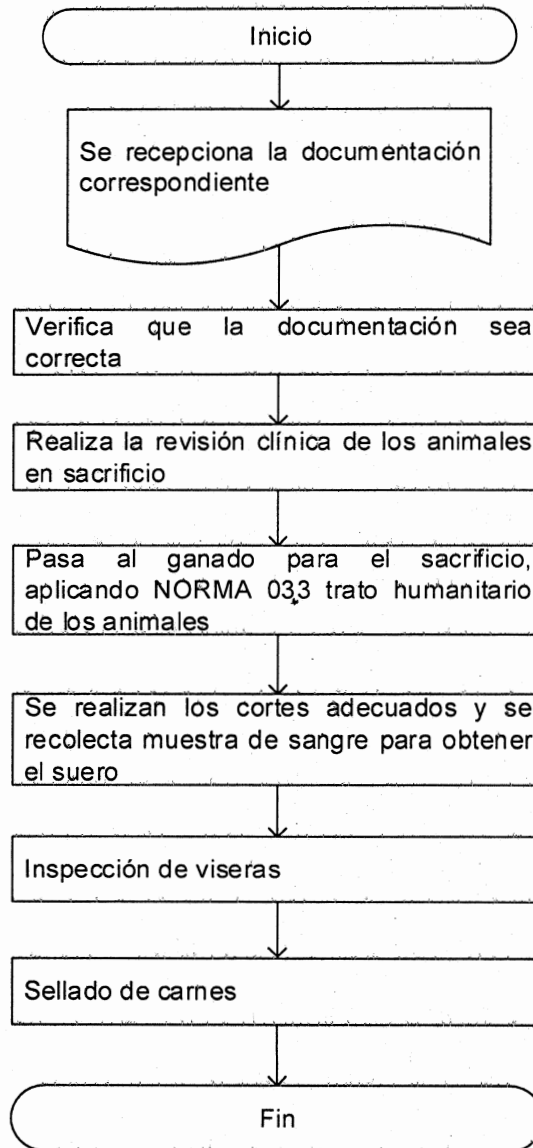 Inicio
Se recepciona la documentación
correspondiente
Verifica que la documentación sea
correcta
Realiza la revisión clínica de los animales
en sacrificio
Pasa al ganado para el sacrificio,
aplicando NORMA 033 trato humanitario
de los animales
Se realizan los cortes adecuados y se
recolecta muestra de sangre para obtener
el suero
Inspección de viseras
Sellado de carnes
Fin